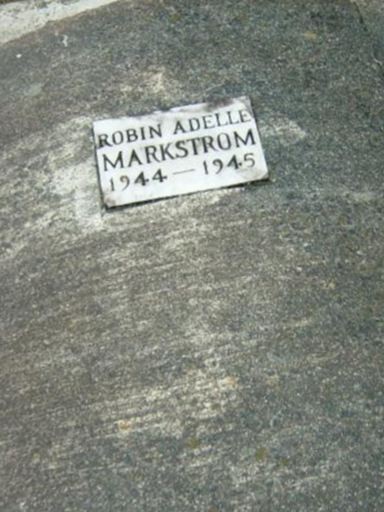 ROBIN ADELLE
MARKSTROM
1944 — 1945